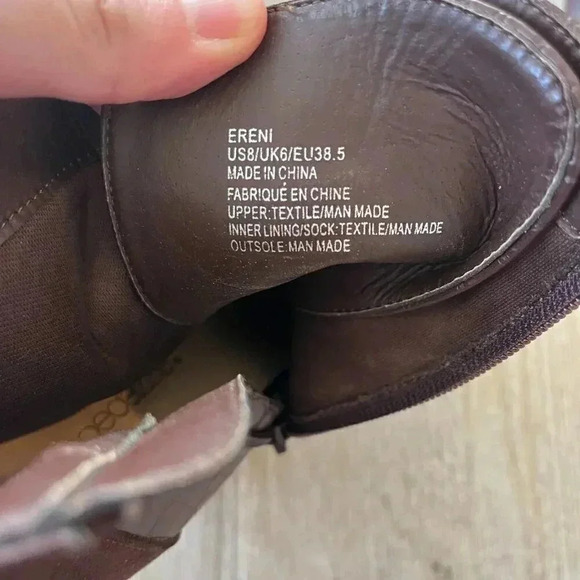 ERENI
US8/UK6/EU38.5
MADE IN CHINA
FABRIQUÉ EN CHINE
UPPER:TEXTILE/MAN MADE
INNER LINING/SOCK:TEXTILE/MAN MADE
OUTSOLE:MAN MADE